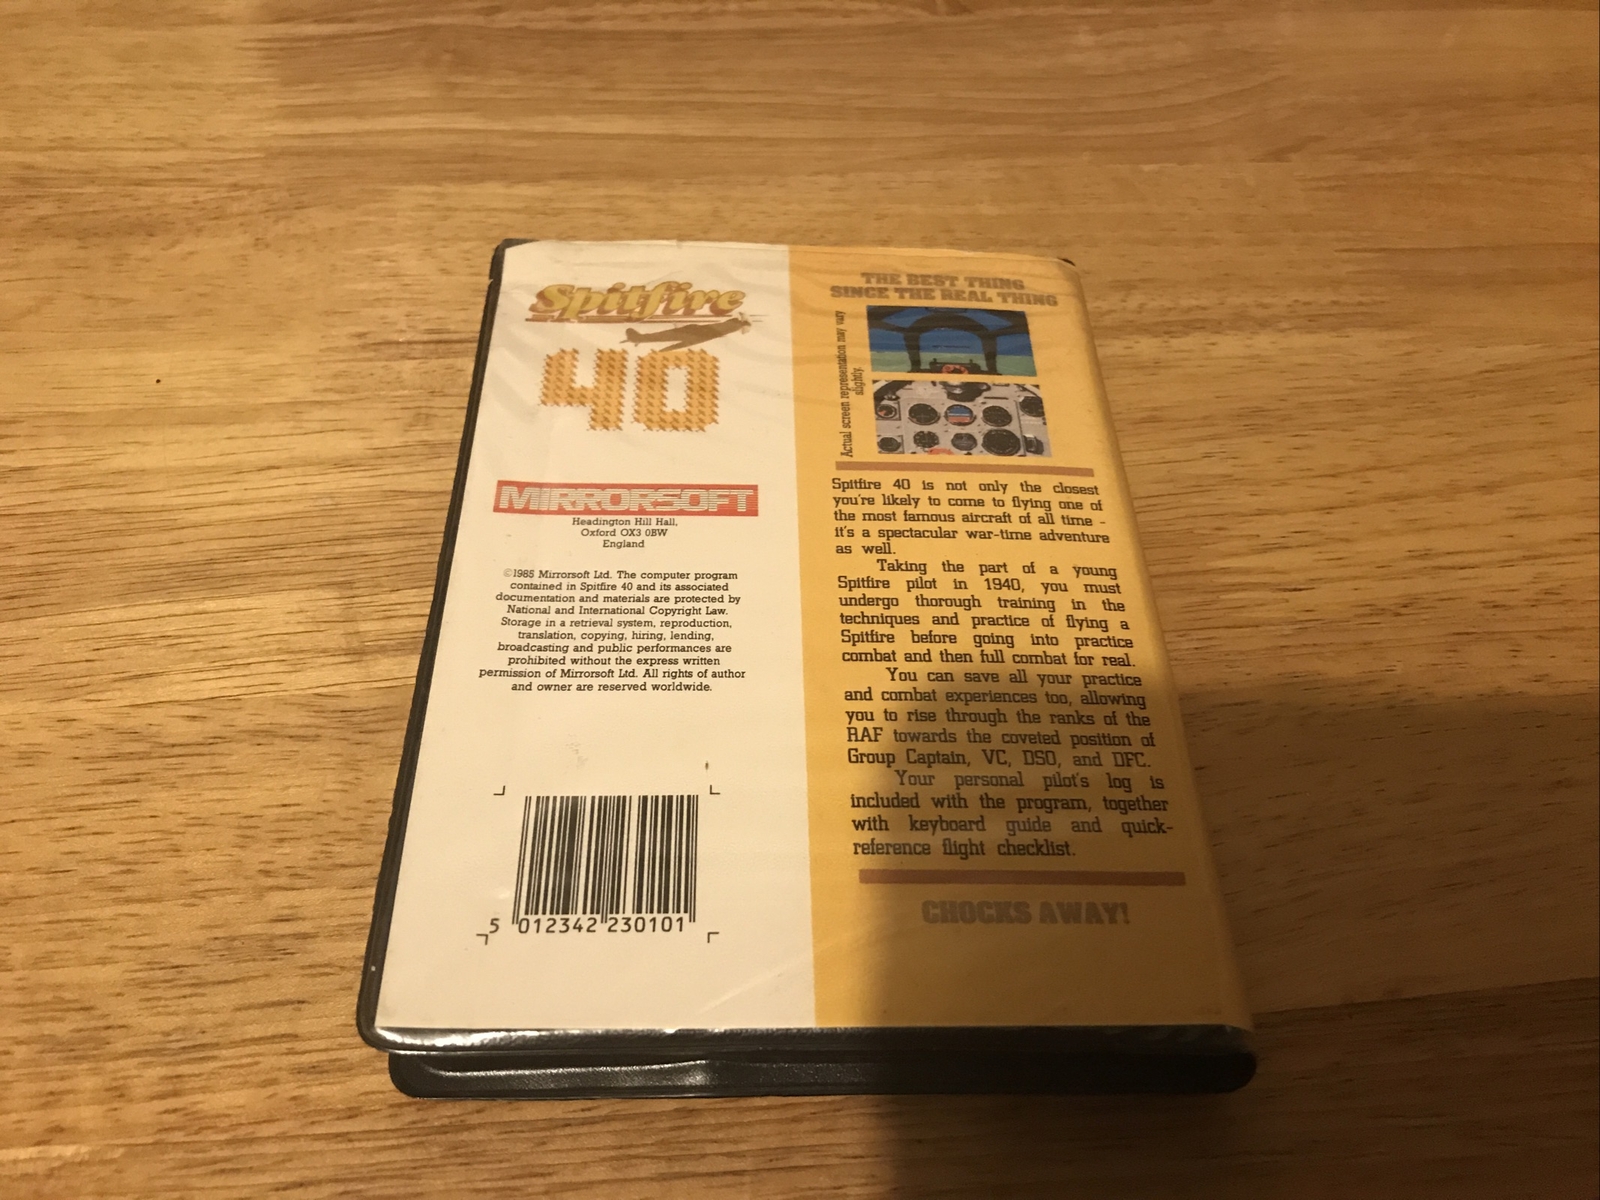 Spitfire
40
MIRRORSOFT
Headington Hill Hall,
Oxford OX3 0BW
England
©1985 Mirrorsoft Ltd. The computer program
contained in Spitfire 40 and its associated
documentation and materials are protected by
National and International Copyright Law.
Storage in a retrieval system, reproduction,
translation, copying, hiring, lending,
broadcasting and public performances are
prohibited without the express written
permission of Mirrorsoft Ltd. All rights of author
and owner are reserved worldwide.
5 012342 230101
THE BEST THING
SINCE THE REAL THING
Actual screen representation may vary
slightly.
Spitfire 40 is not only the closest
you're likely to come to flying one of
the most famous aircraft of all time -
it's a spectacular war-time adventure
as well.
Taking the part of a young
Spitfire pilot in 1940, you must
undergo thorough training in the
techniques and practice of flying a
Spitfire before going into practice
combat and then full combat for real.
You can save all your practice
and combat experiences too, allowing
you to rise through the ranks of the
RAF towards the coveted position of
Group Captain, VC, DSO, and DFC.
Your personal pilot's log is
included with the program, together
with keyboard guide and quick-
reference flight checklist.
CHOCKS AWAY!